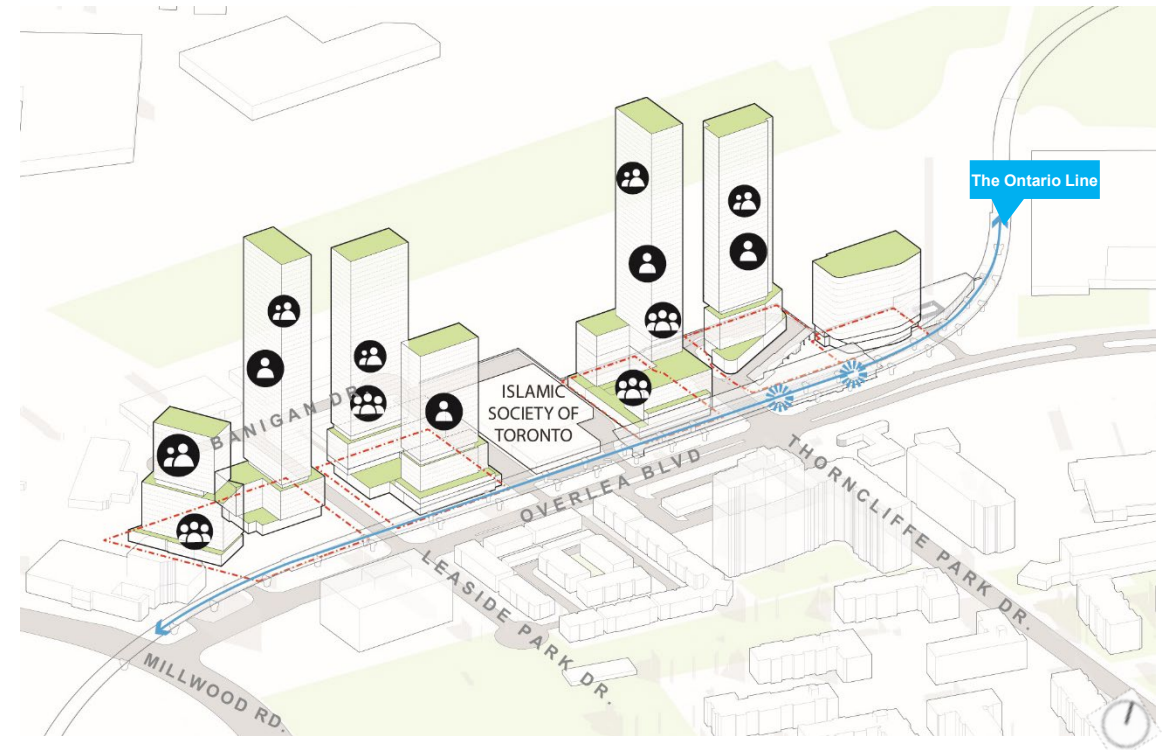 The Ontario Line
BANIGAN DR.
ISLAMIC
SOCIETY OF
TORONTO
OVERLEA BLVD
THORNCLIFFE PARK DR.
LEASIDE PARK DR.
MILLWOOD RD.